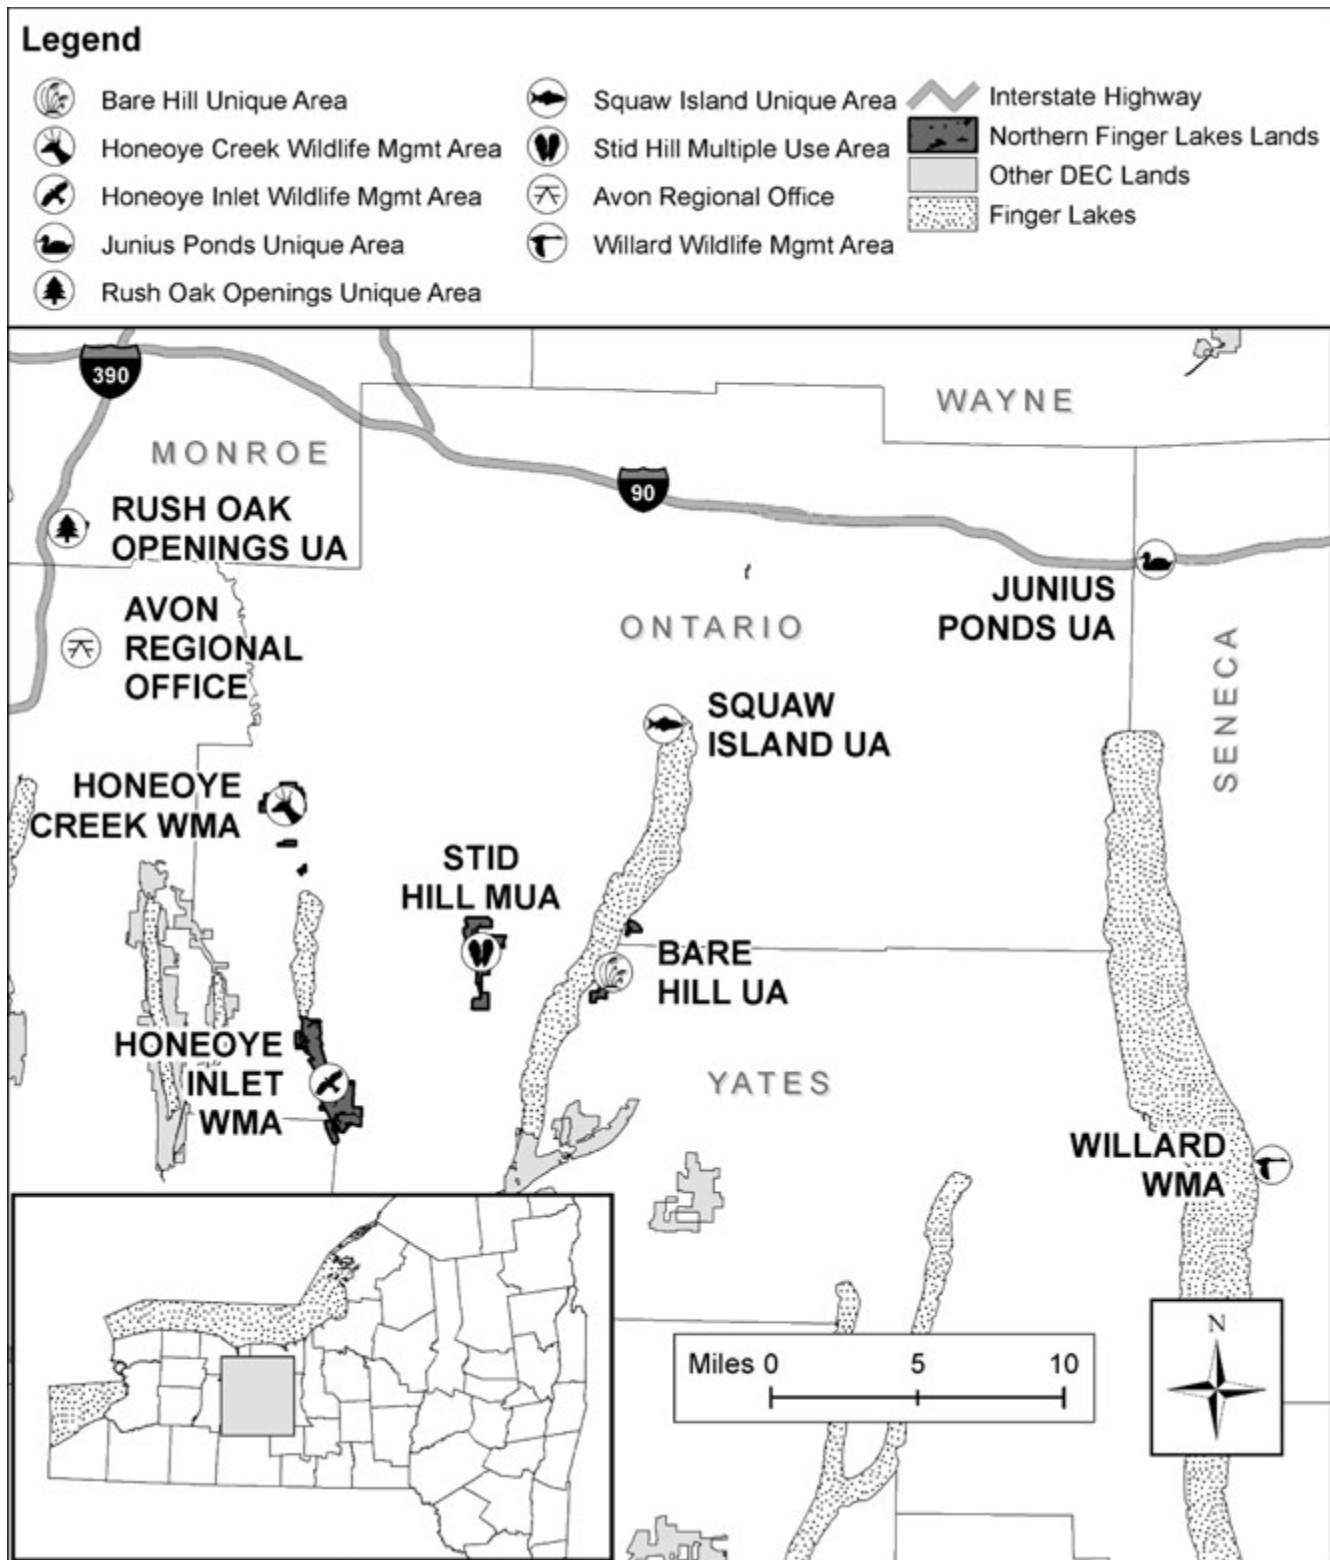 Legend
Bare Hill Unique Area
Honeoye Creek Wildlife Mgmt Area
Honeoye Inlet Wildlife Mgmt Area
Junius Ponds Unique Area
Rush Oak Openings Unique Area
Squaw Island Unique Area
Stid Hill Multiple Use Area
Avon Regional Office
Willard Wildlife Mgmt Area
Interstate Highway
Northern Finger Lakes Lands
Other DEC Lands
Finger Lakes
390
WAYNE
MONROE
90
RUSH OAK
OPENINGS UA
JUNIUS
PONDS UA
AVON
REGIONAL
OFFICE
ONTARIO
SENECA
SQUAW
ISLAND UA
HONEOYE
CREEK WMA
STID
HILL MUA
BARE
HILL UA
HONEOYE
INLET
WMA
YATES
WILLARD
WMA
N
Miles 0 5 10